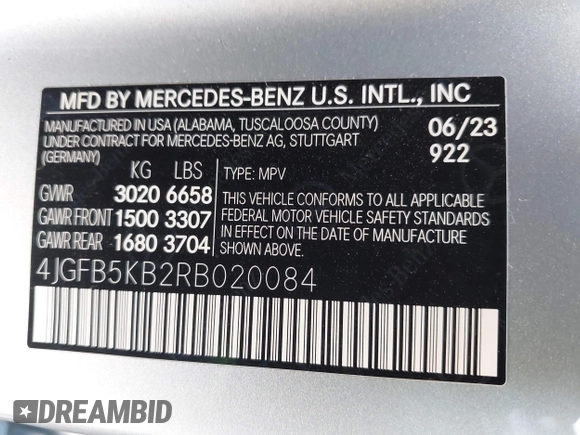 MFD BY MERCEDES-BENZ U.S. INTL., INC
MANUFACTURED IN USA (ALABAMA, TUSCALOOSA COUNTY)
UNDER CONTRACT FOR MERCEDES-BENZ AG, STUTTGART
(GERMANY)
06/23
922
KG LBS
GVWR 3020 6658
GAWR FRONT 1500 3307
GAWR REAR 1680 3704
TYPE: MPV
THIS VEHICLE CONFORMS TO ALL APPLICABLE
FEDERAL MOTOR VEHICLE SAFETY STANDARDS
IN EFFECT ON THE DATE OF MANUFACTURE
SHOWN ABOVE.
4JGFB5KB2RB020084
DREAMBID